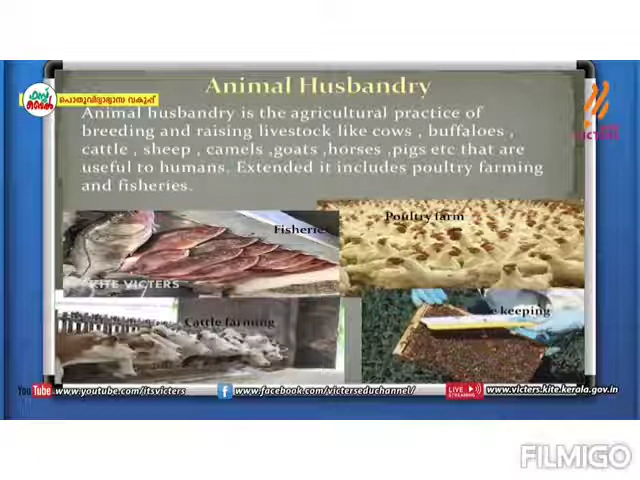 Animal Husbandry
ഫസ്റ്റ് ബെൽ
പൊതുവിദ്യാഭ്യാസ വകുപ്പ്
Animal husbandry is the agricultural practice of
breeding and raising livestock like cows , buffaloes ,
cattle , sheep , camels ,goats ,horses ,pigs etc that are
useful to humans. Extended it includes poultry farming
and fisheries.
VICTERS
Poultry farm
Fisheries
KITE VICTERS
Cattle farming
e keeping
YouTube www.youtube.com/itsvicters
f www.facebook.com/victerseduchannel/
LIVE STREAMING www.victers.kite.kerala.gov.in
FILMIGO